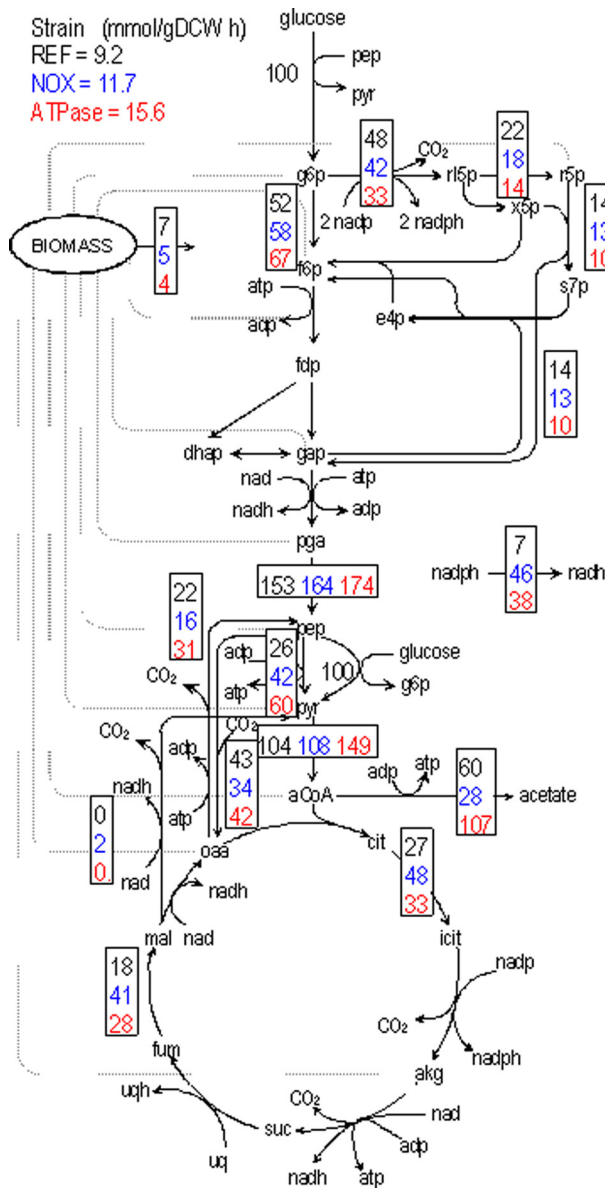 glucose
Strain (mmol/gDCW h)
REF = 9.2
NOX = 11.7
ATPase = 15.6
pep
100
pyr
48
42
33
CO2
22
18
14
g6p
rl5p
r5p
x5p
2 nadp
2 nadph
14
13
10
52
58
67
BIOMASS
7
5
4
f6p
s7p
atp
adp
e4p
fdp
14
13
10
dhap
gap
nad
atp
nadh
adp
pga
7
46
38
nadph
nadh
153 164 174
22
16
31
pep
adp
26
42
60
100
glucose
g6p
CO2
atp
pyr
CO2
CO2
104 108 149
43
34
42
adp
nadh
atp
aCoA
adp
atp
60
28
107
acetate
0
2
0.
nad
oaa
cit
27
48
33
nadh
mal
nad
icit
18
41
28
nadp
CO2
nadph
fum
akg
uqh
CO2
nad
suc
adp
uq
nadh
atp